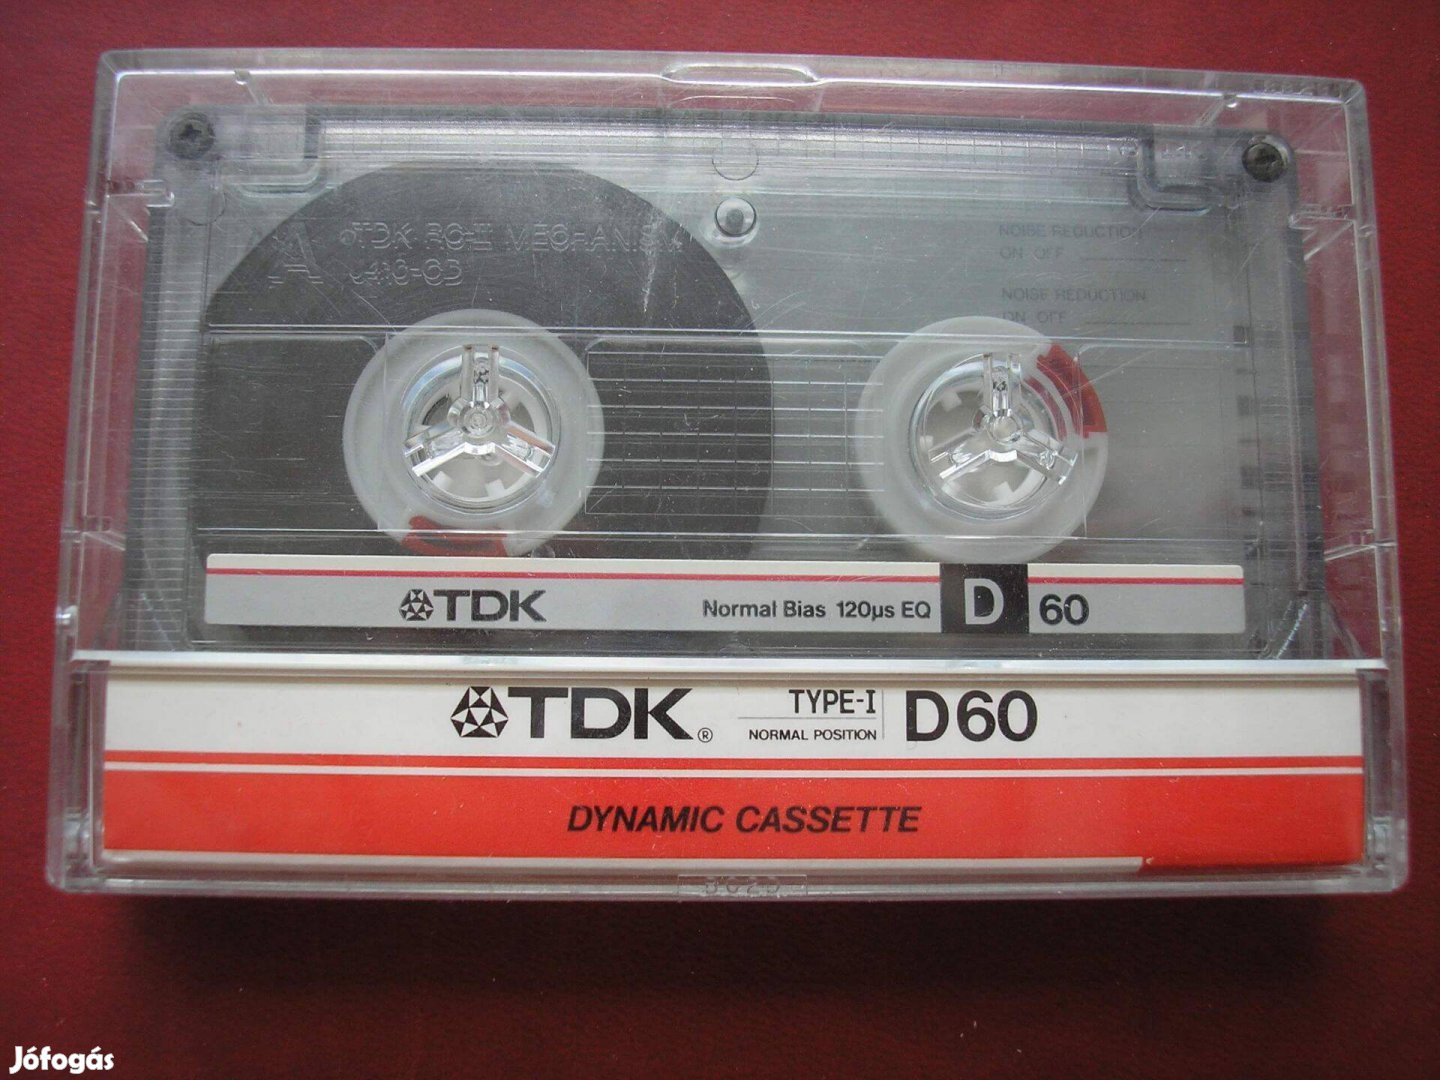 TDK RC-II MECHANISM
NOISE REDUCTION
ON OFF
NOISE REDUCTION
ON OFF
A
TDK Normal Bias 120µs EQ D 60
TDK® TYPE-I D60
NORMAL POSITION
DYNAMIC CASSETTE
Jófogás